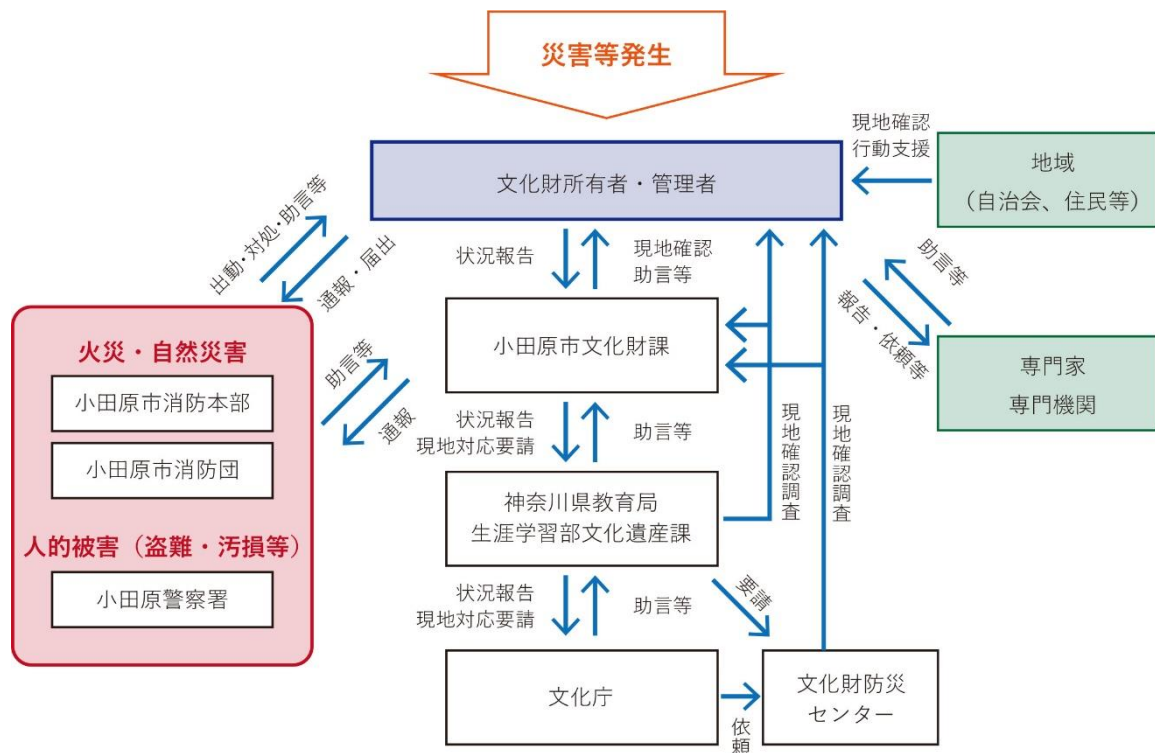 災害等発生
文化財所有者・管理者
現地確認
行動支援
地域
（自治会、住民等）
出動・対処・助言等
通報・届出
状況報告
現地確認
助言等
助言等
報告・依頼等
専門家
専門機関
火災・自然災害
小田原市消防本部
小田原市消防団
人的被害（盗難・汚損等）
小田原警察署
助言等
通報
小田原市文化財課
状況報告
現地対応要請
助言等
現地確認調査
現地確認調査
神奈川県教育局
生涯学習部文化遺産課
状況報告
現地対応要請
助言等
要請
文化庁
依頼
文化財防災
センター